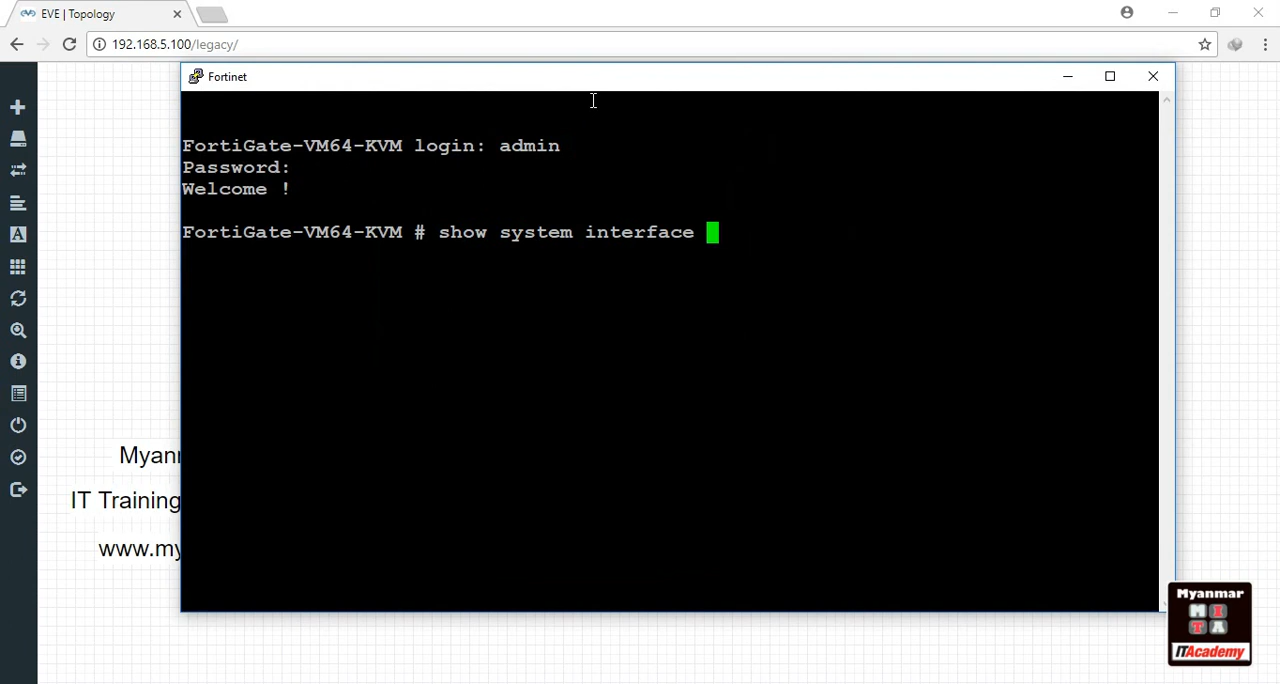 EVE | Topology
192.168.5.100/legacy/
Fortinet
FortiGate-VM64-KVM login: admin
Password:
Welcome !
FortiGate-VM64-KVM # show system interface
IT Training
www.my
Myanmar
M I
T A
ITAcademy